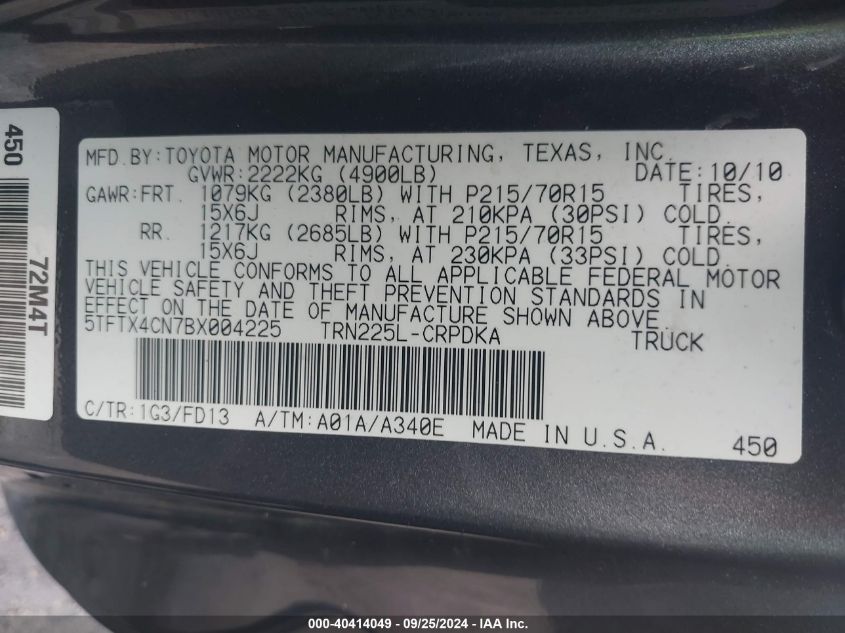 MFD. BY: TOYOTA MOTOR MANUFACTURING, TEXAS, INC.
GVWR: 2222KG (4900LB) DATE: 10/10
GAWR: FRT. 1079KG (2380LB) WITH P215/70R15 TIRES,
15X6J RIMS, AT 210KPA (30PSI) COLD.
RR. 1217KG (2685LB) WITH P215/70R15 TIRES,
15X6J RIMS, AT 230KPA (33PSI) COLD.
THIS VEHICLE CONFORMS TO ALL APPLICABLE FEDERAL MOTOR
VEHICLE SAFETY AND THEFT PREVENTION STANDARDS IN
EFFECT ON THE DATE OF MANUFACTURE SHOWN ABOVE.
5TFTX4CN7BX004225 TRN225L-CRPDKA TRUCK
C/TR: 1G3/FD13 A/TM: A01A/A340E MADE IN U.S.A. 450
450
72M4T
000-40414049 - 09/25/2024 - IAA Inc.